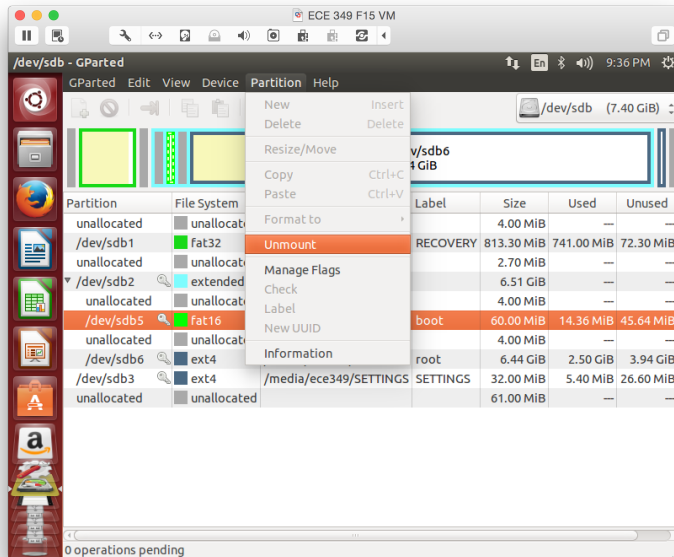 ECE 349 F15 VM
/dev/sdb - GParted
En
9:36 PM
GParted Edit View Device Partition Help
/dev/sdb (7.40 GiB)
New Insert
Delete Delete
Resize/Move
Copy Ctrl+C
Paste Ctrl+V
Format to
Unmount
Manage Flags
Check
Label
New UUID
Information
v/sdb6
GiB
Partition File System Label Size Used Unused
unallocated unallocat 4.00 MiB --- ---
/dev/sdb1 fat32 RECOVERY 813.30 MiB 741.00 MiB 72.30 MiB
unallocated unallocat 2.70 MiB --- ---
/dev/sdb2 extended 6.51 GiB --- ---
unallocated unallocat 4.00 MiB --- ---
/dev/sdb5 fat16 boot 60.00 MiB 14.36 MiB 45.64 MiB
unallocated unallocat 4.00 MiB --- ---
/dev/sdb6 ext4 root 6.44 GiB 2.50 GiB 3.94 GiB
/dev/sdb3 ext4 /media/ece349/SETTINGS SETTINGS 32.00 MiB 5.40 MiB 26.60 MiB
unallocated unallocated 61.00 MiB --- ---
0 operations pending